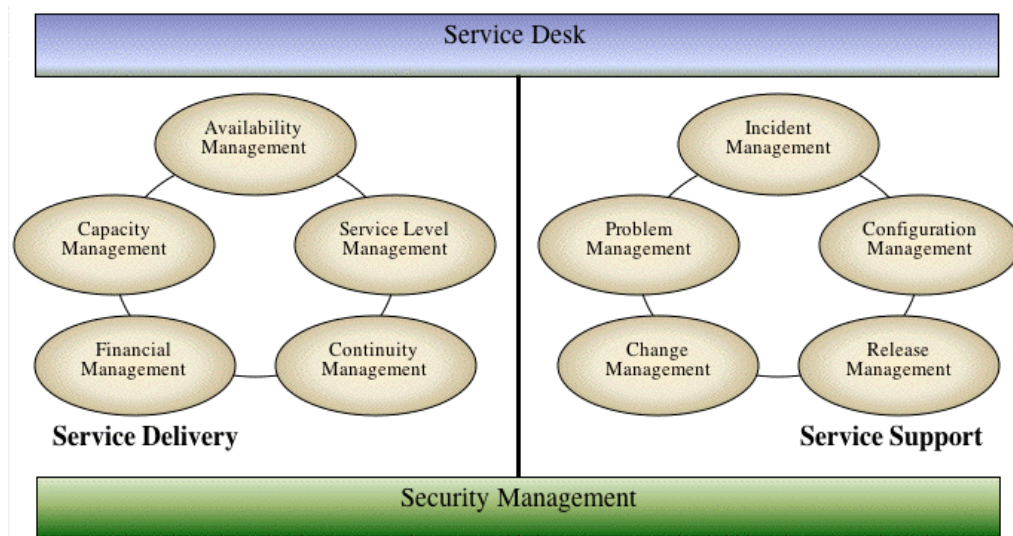 Service Desk
Availability
Management
Incident
Management
Capacity
Management
Service Level
Management
Problem
Management
Configuration
Management
Financial
Management
Continuity
Management
Change
Management
Release
Management
Service Delivery
Service Support
Security Management